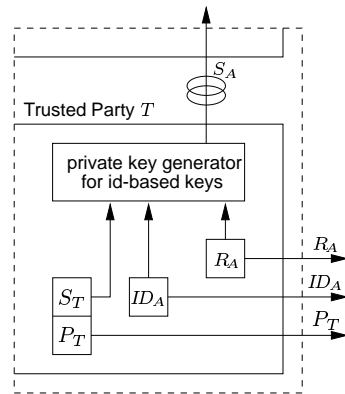 S_A
Trusted Party T
private key generator
for id-based keys
R_A
R_A
ID_A
S_T
ID_A
P_T
P_T